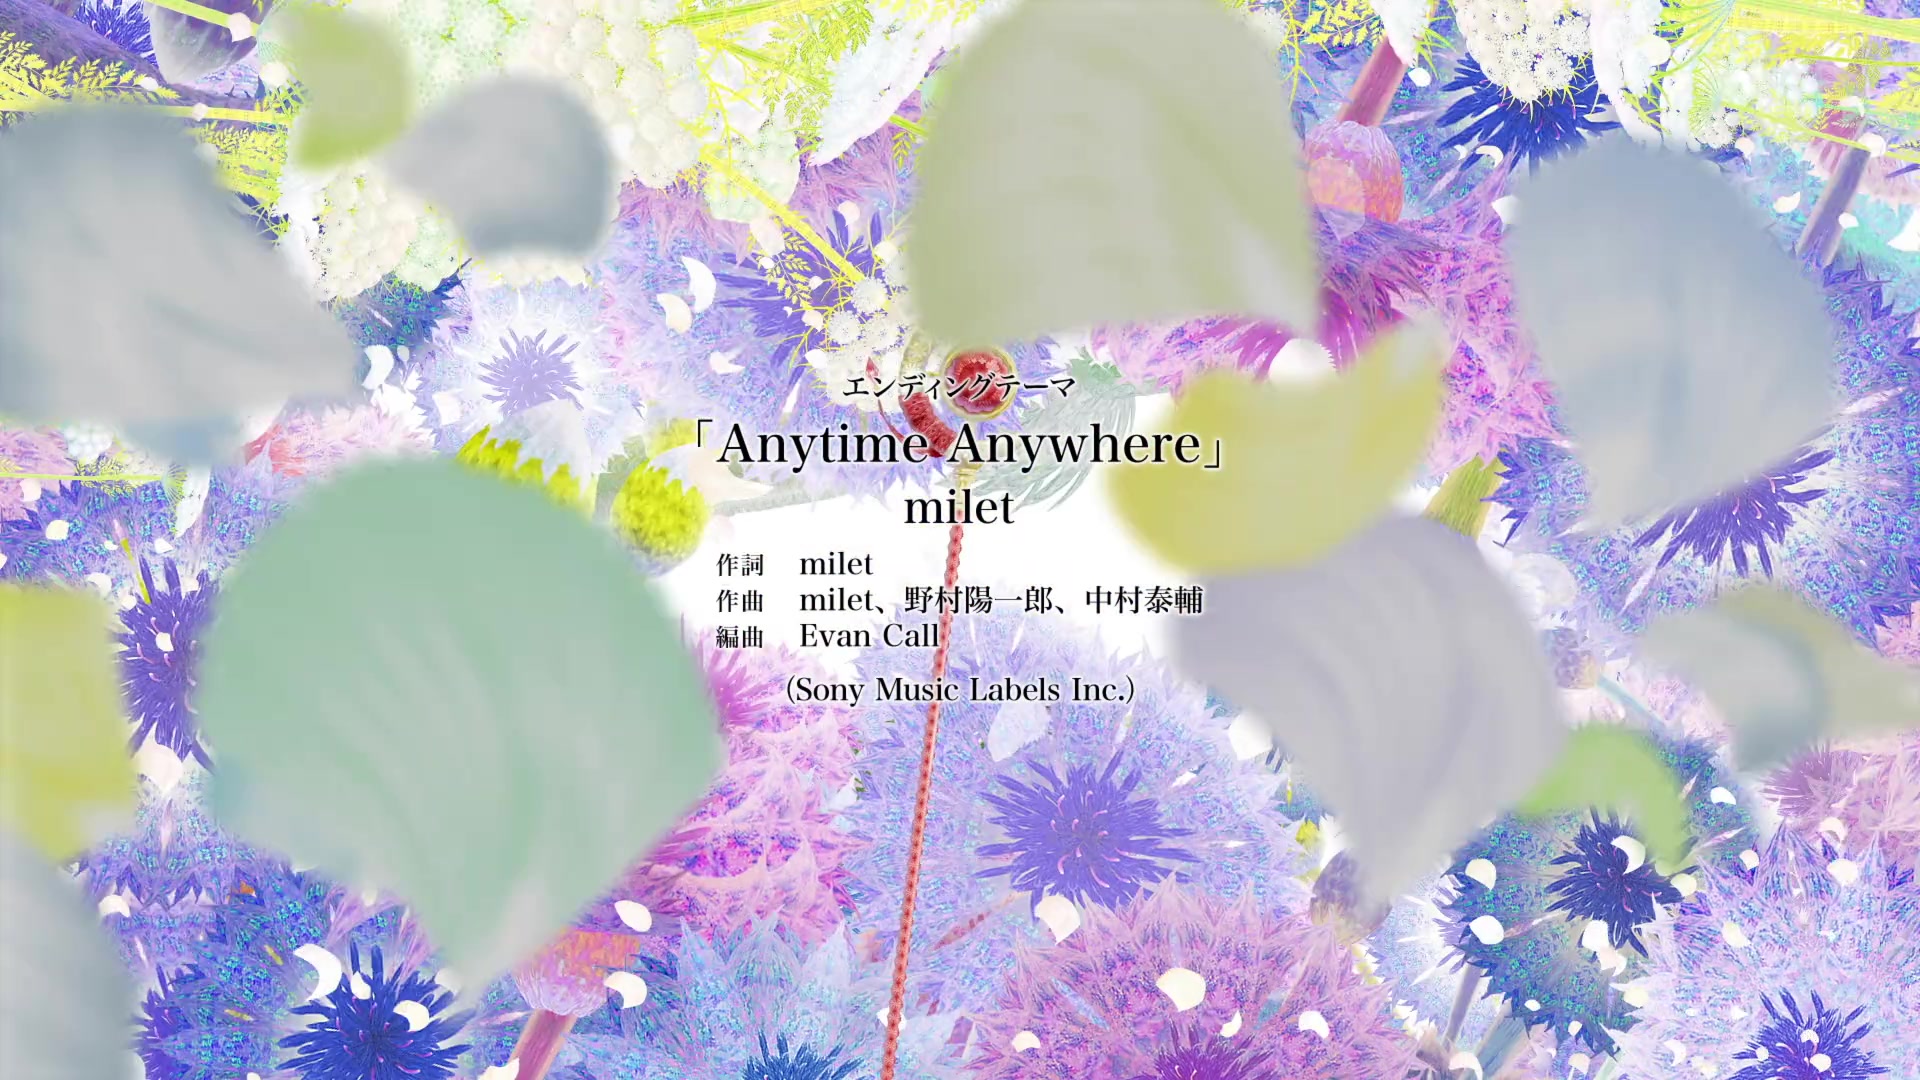 エンディングテーマ
「Anytime Anywhere」
milet
作詞 milet
作曲 milet、野村陽一郎、中村泰輔
編曲 Evan Call
(Sony Music Labels Inc.)